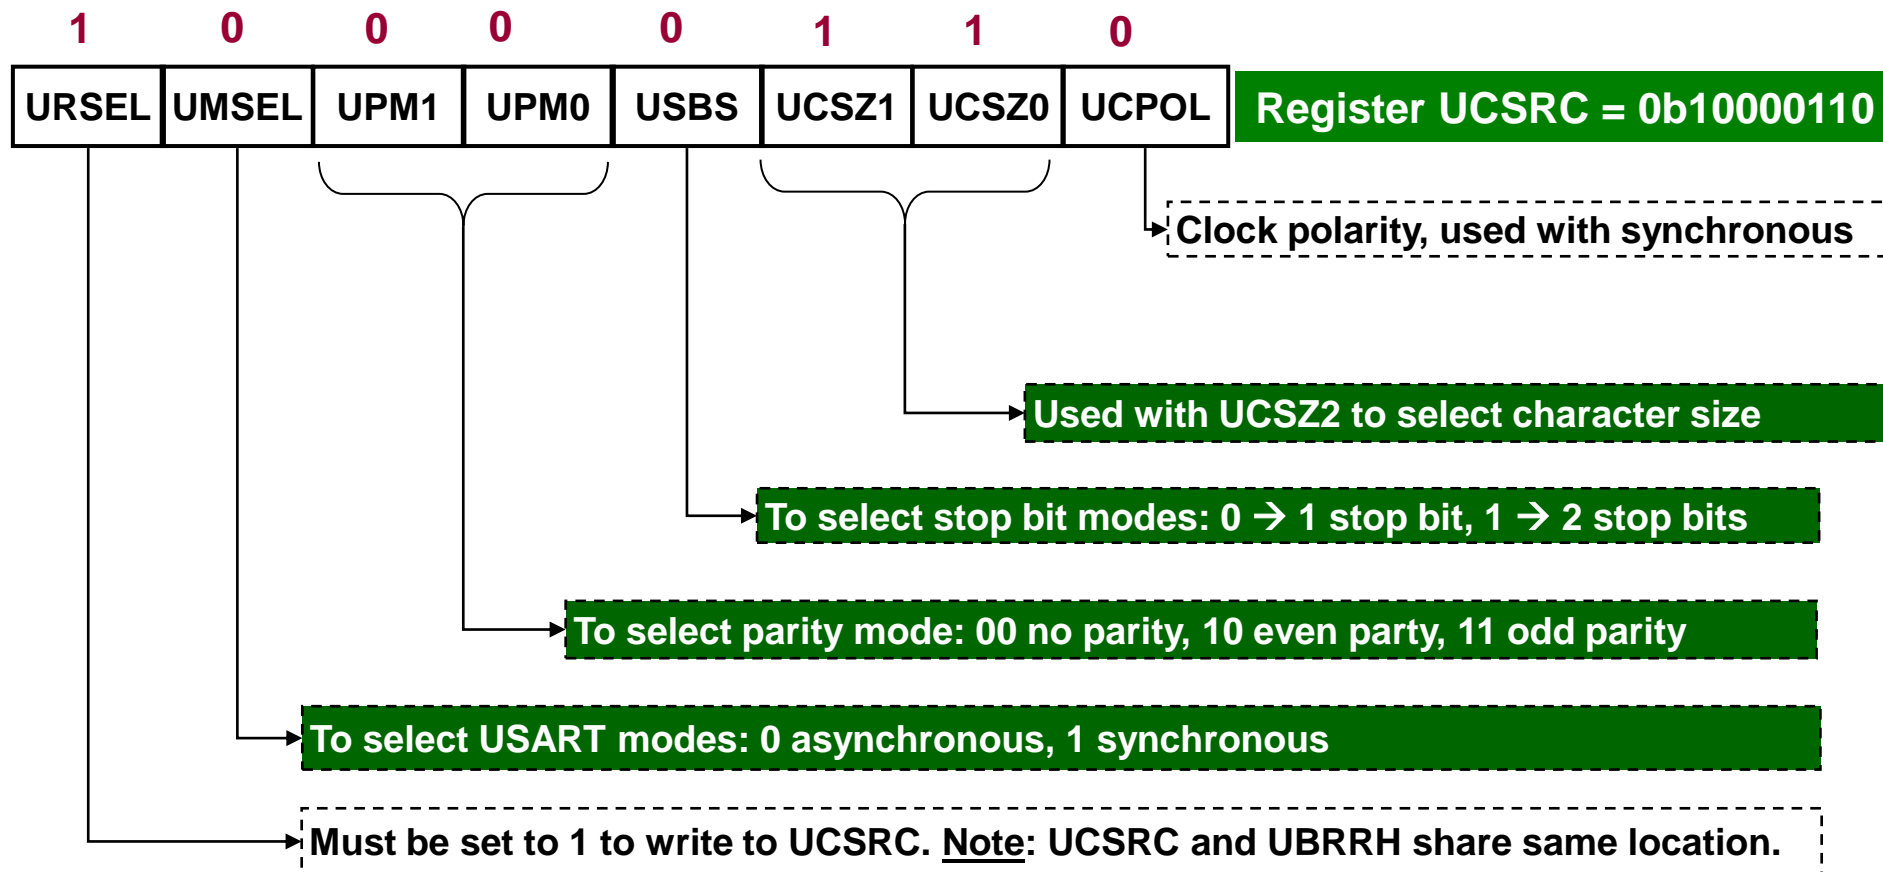 1 0 0 0 0 1 1 0
URSEL UMSEL UPM1 UPM0 USBS UCSZ1 UCSZ0 UCPOL Register UCSRC = 0b10000110
Clock polarity, used with synchronous
Used with UCSZ2 to select character size
To select stop bit modes: 0 → 1 stop bit, 1 → 2 stop bits
To select parity mode: 00 no parity, 10 even party, 11 odd parity
To select USART modes: 0 asynchronous, 1 synchronous
Must be set to 1 to write to UCSRC. Note: UCSRC and UBRRH share same location.